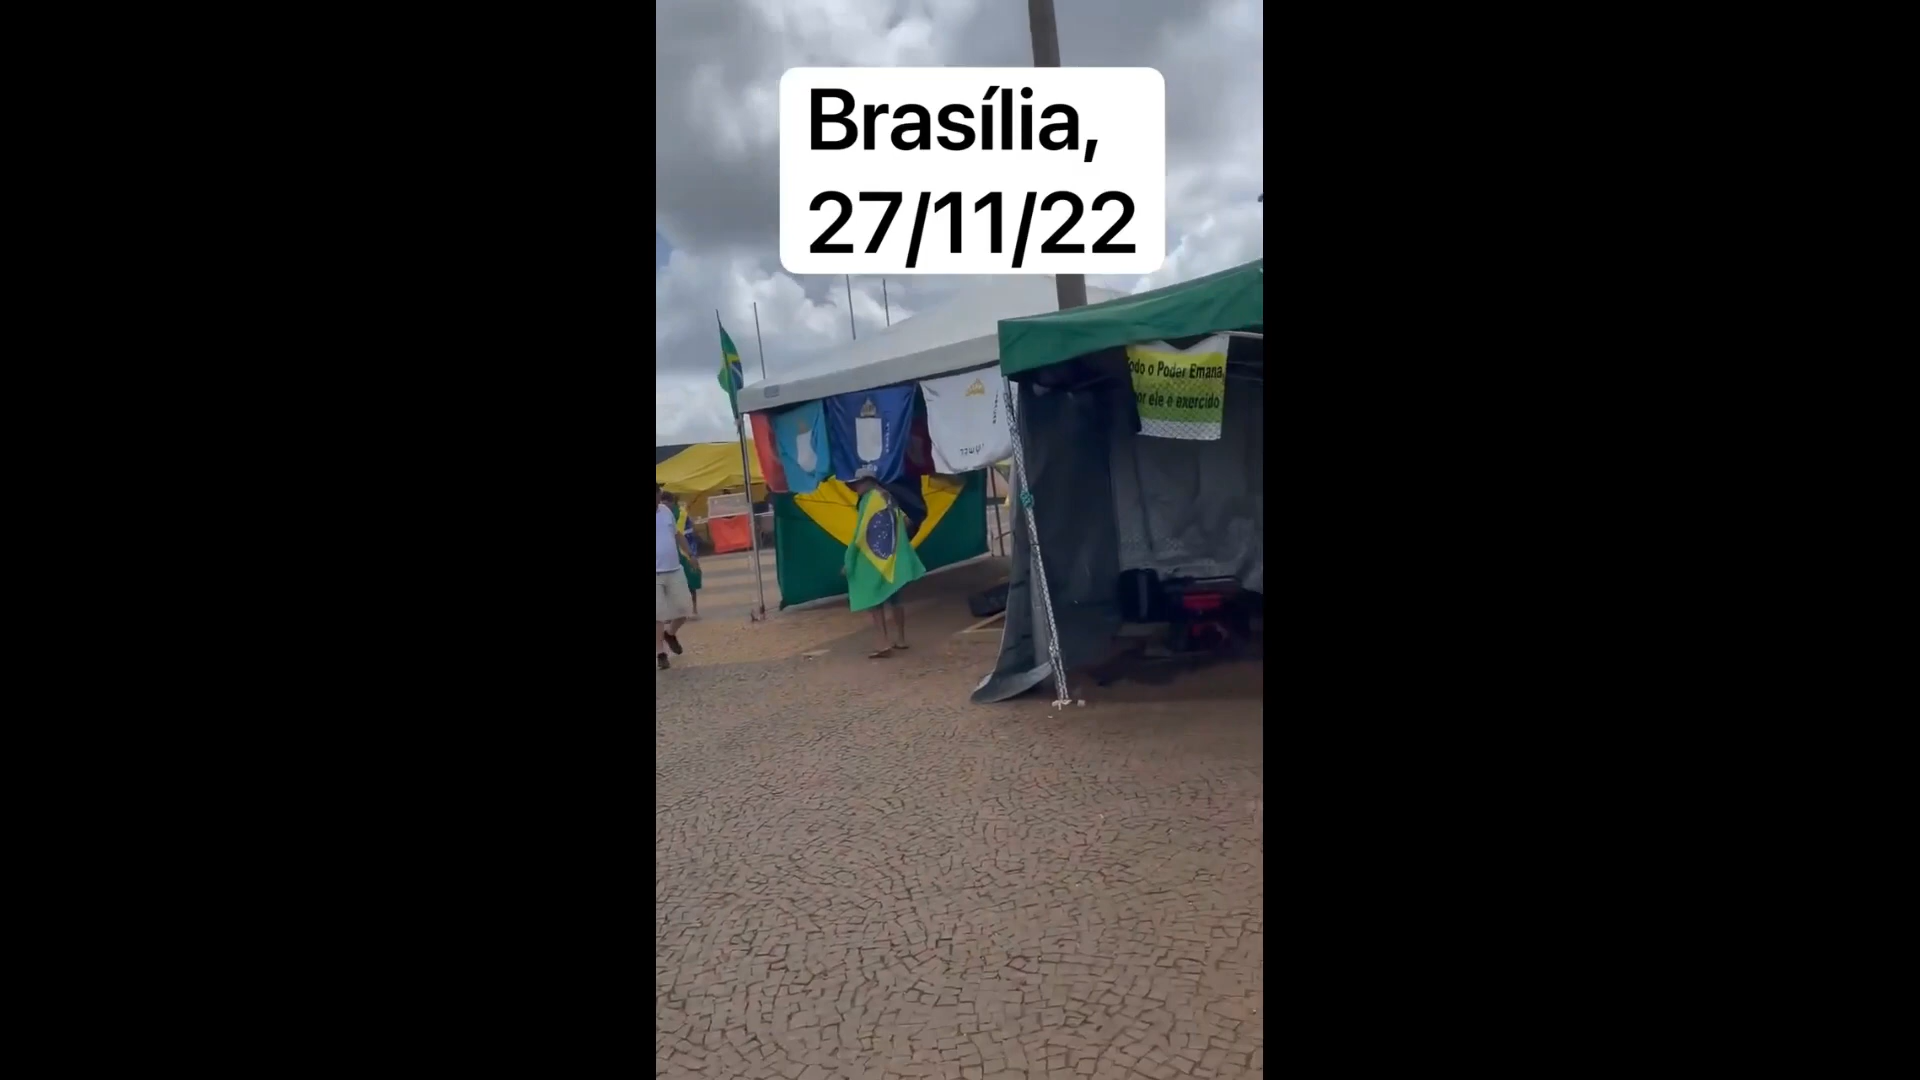 Brasília,
27/11/22
odo o Poder Emana
or ele e exercido